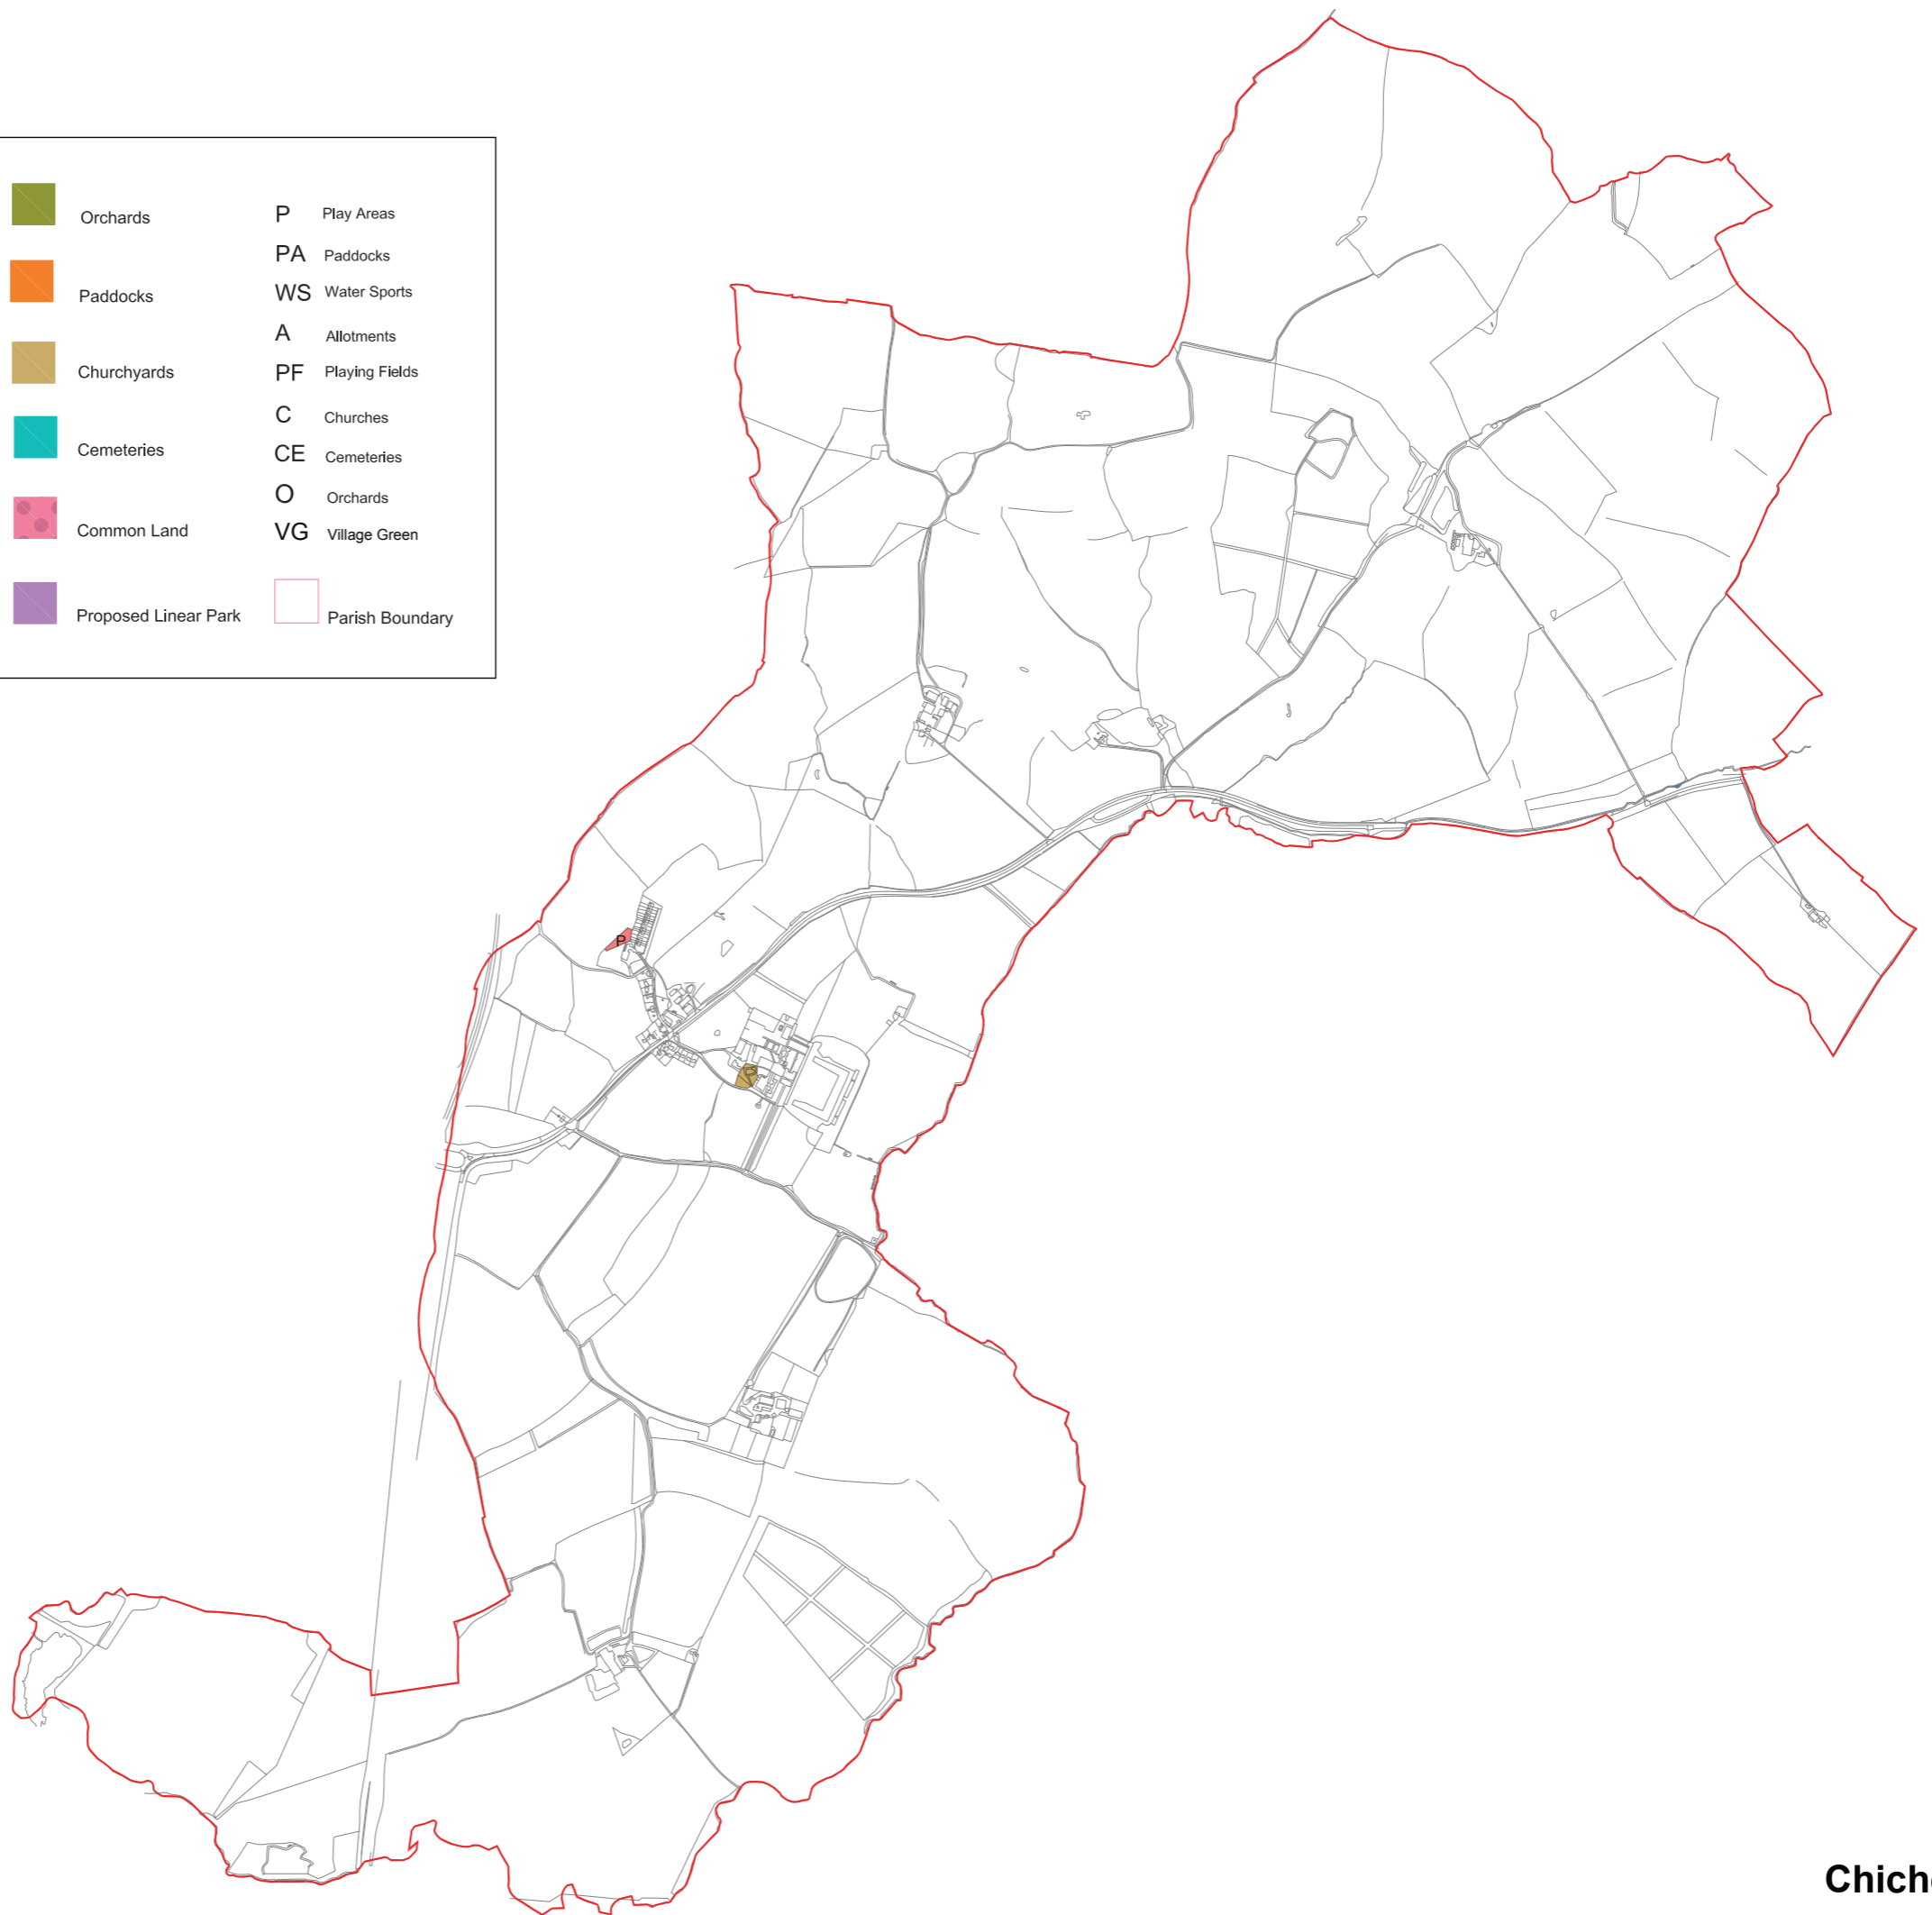 Orchards
Paddocks
Churchyards
Cemeteries
Common Land
Proposed Linear Park
P Play Areas
PA Paddocks
WS Water Sports
A Allotments
PF Playing Fields
C Churches
CE Cemeteries
O Orchards
VG Village Green
Parish Boundary
P